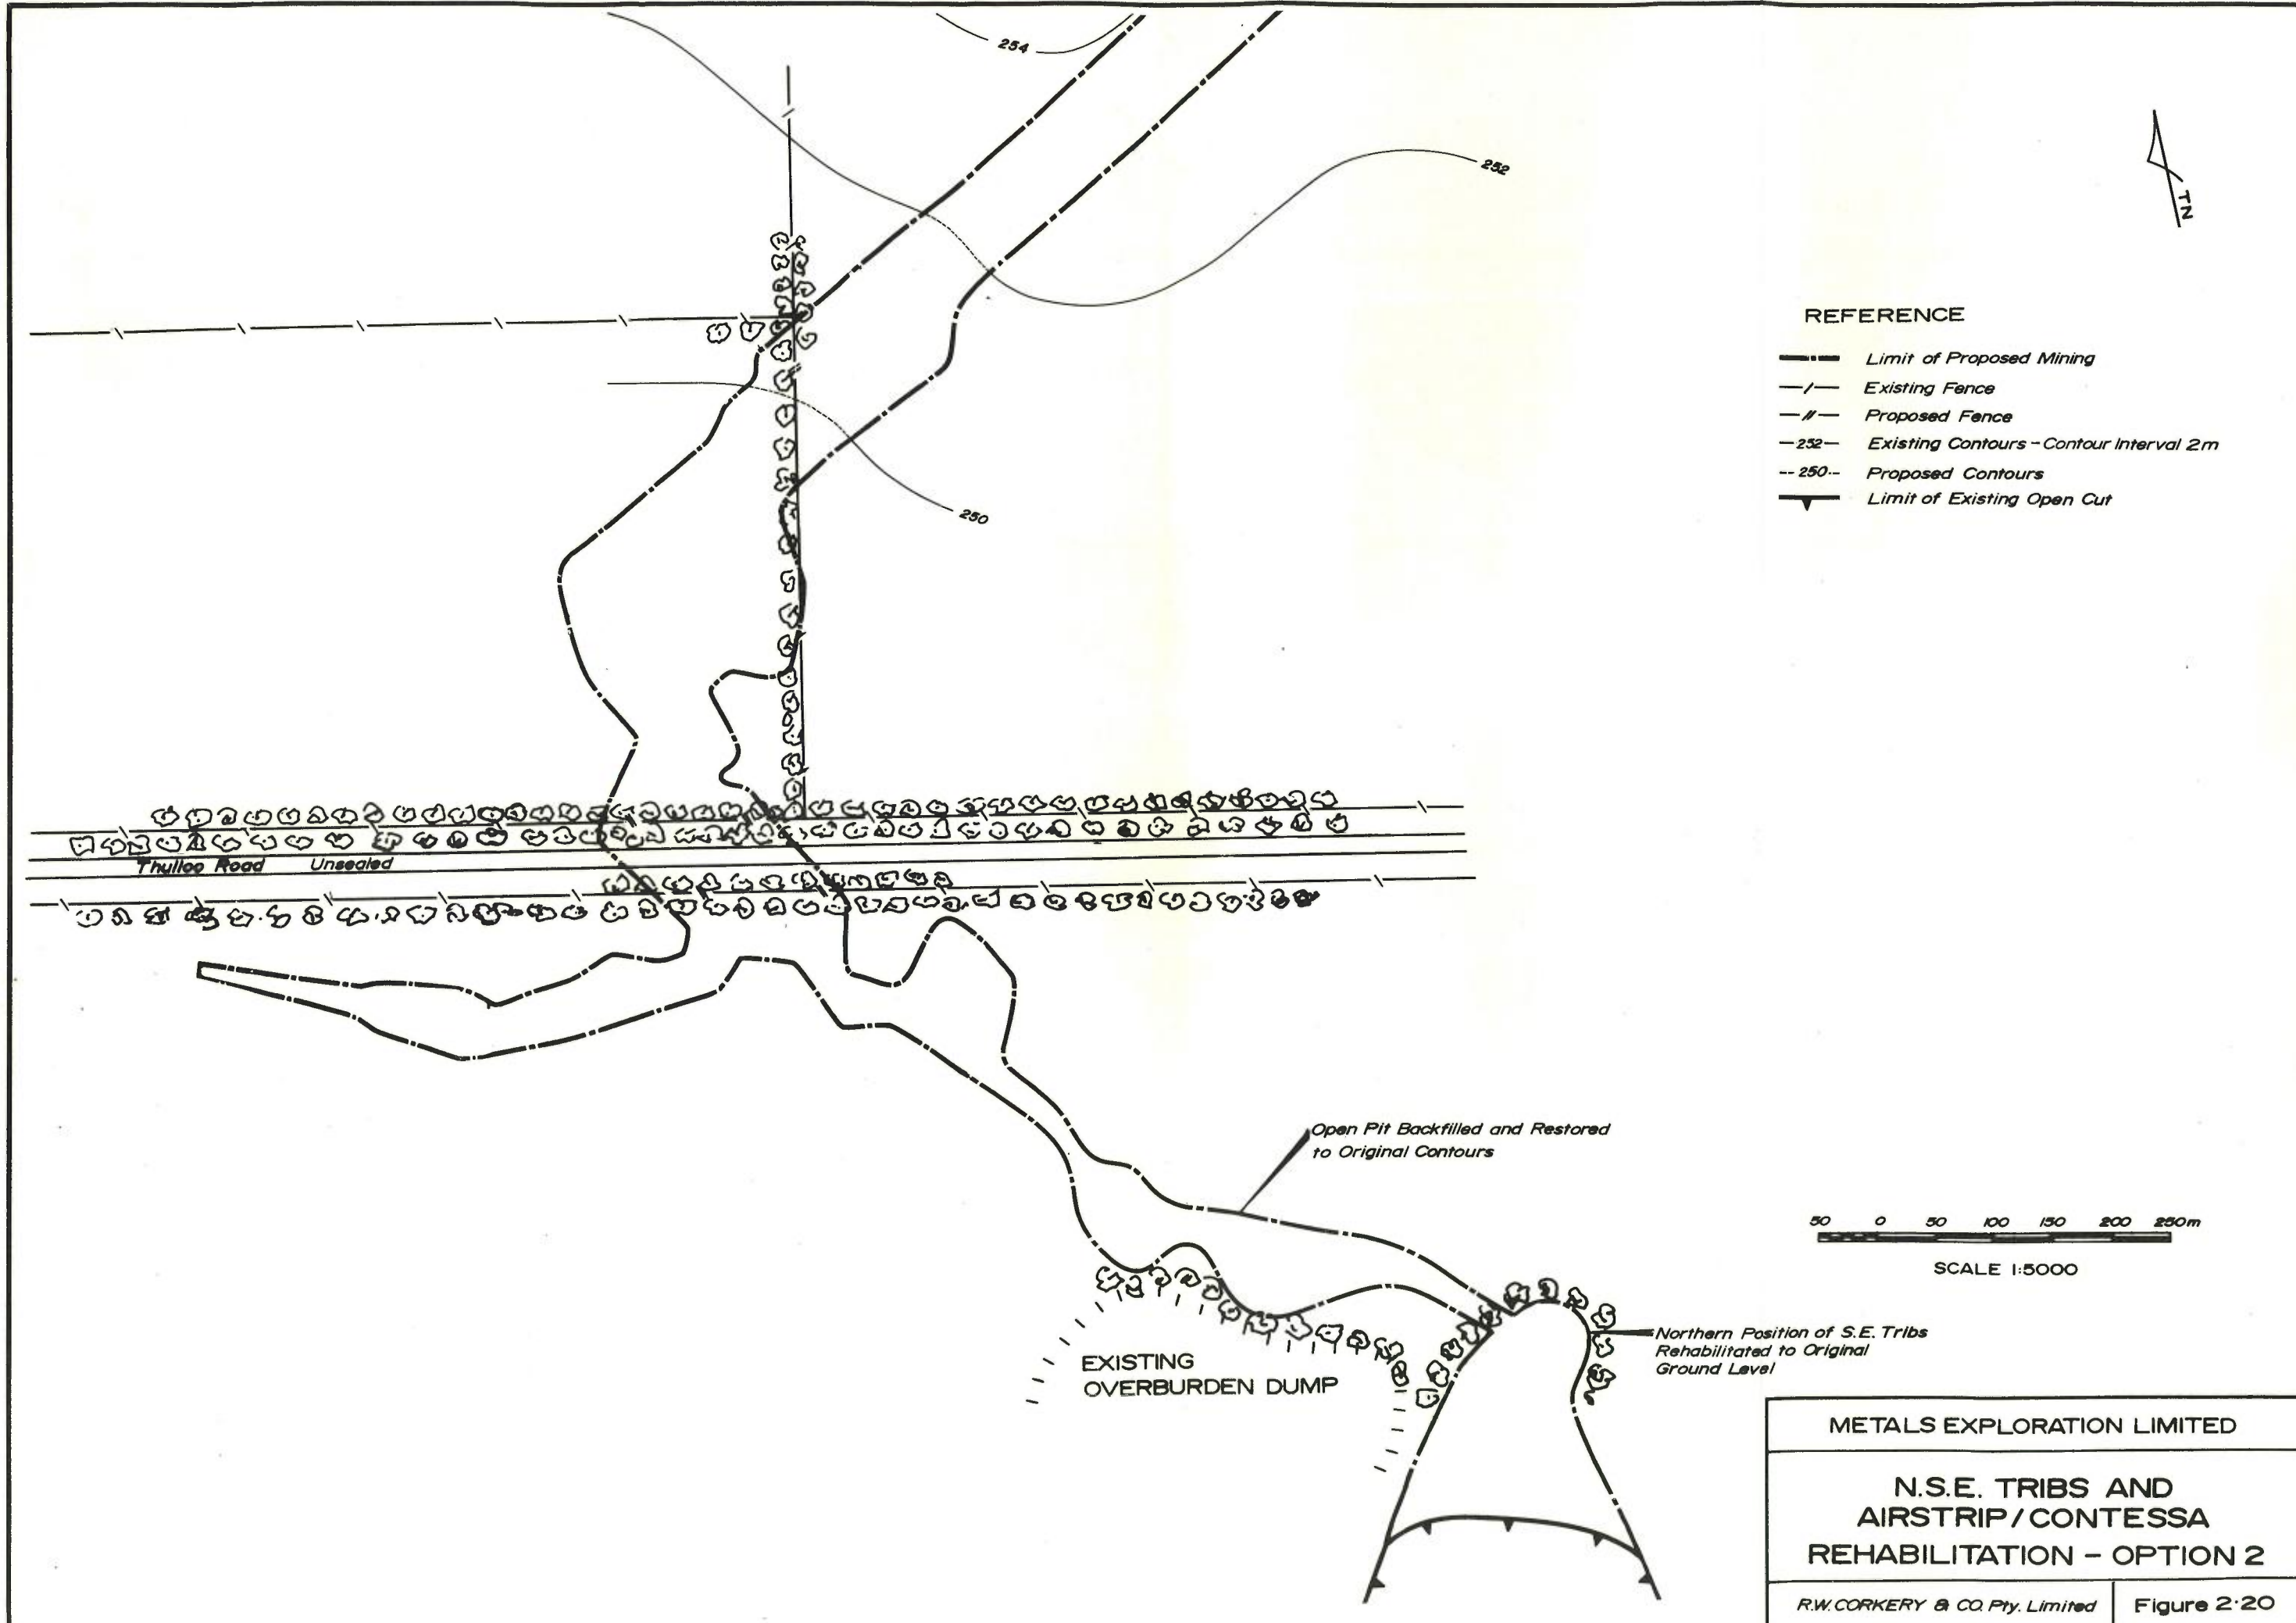 254
252
TN
REFERENCE
Limit of Proposed Mining
Existing Fence
Proposed Fence
-252- Existing Contours - Contour Interval 2m
--250-- Proposed Contours
Limit of Existing Open Cut
250
Thulloo Road Unsealed
Open Pit Backfilled and Restored
to Original Contours
50 0 50 100 150 200 250m
SCALE 1:5000
Northern Position of S.E. Tribs
Rehabilitated to Original
Ground Level
EXISTING
OVERBURDEN DUMP
METALS EXPLORATION LIMITED
N.S.E. TRIBS AND
AIRSTRIP/CONTESSA
REHABILITATION - OPTION 2
R.W. CORKERY & CO. Pty. Limited
Figure 2·20